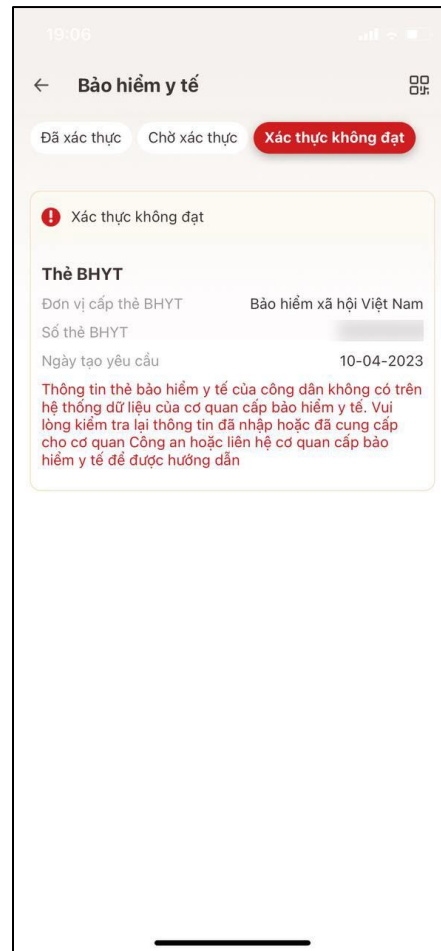 19:06
Bảo hiểm y tế
Đã xác thực Chờ xác thực Xác thực không đạt
Xác thực không đạt
Thẻ BHYT
Đơn vị cấp thẻ BHYT Bảo hiểm xã hội Việt Nam
Số thẻ BHYT
Ngày tạo yêu cầu 10-04-2023
Thông tin thẻ bảo hiểm y tế của công dân không có trên
hệ thống dữ liệu của cơ quan cấp bảo hiểm y tế. Vui
lòng kiểm tra lại thông tin đã nhập hoặc đã cung cấp
cho cơ quan Công an hoặc liên hệ cơ quan cấp bảo
hiểm y tế để được hướng dẫn